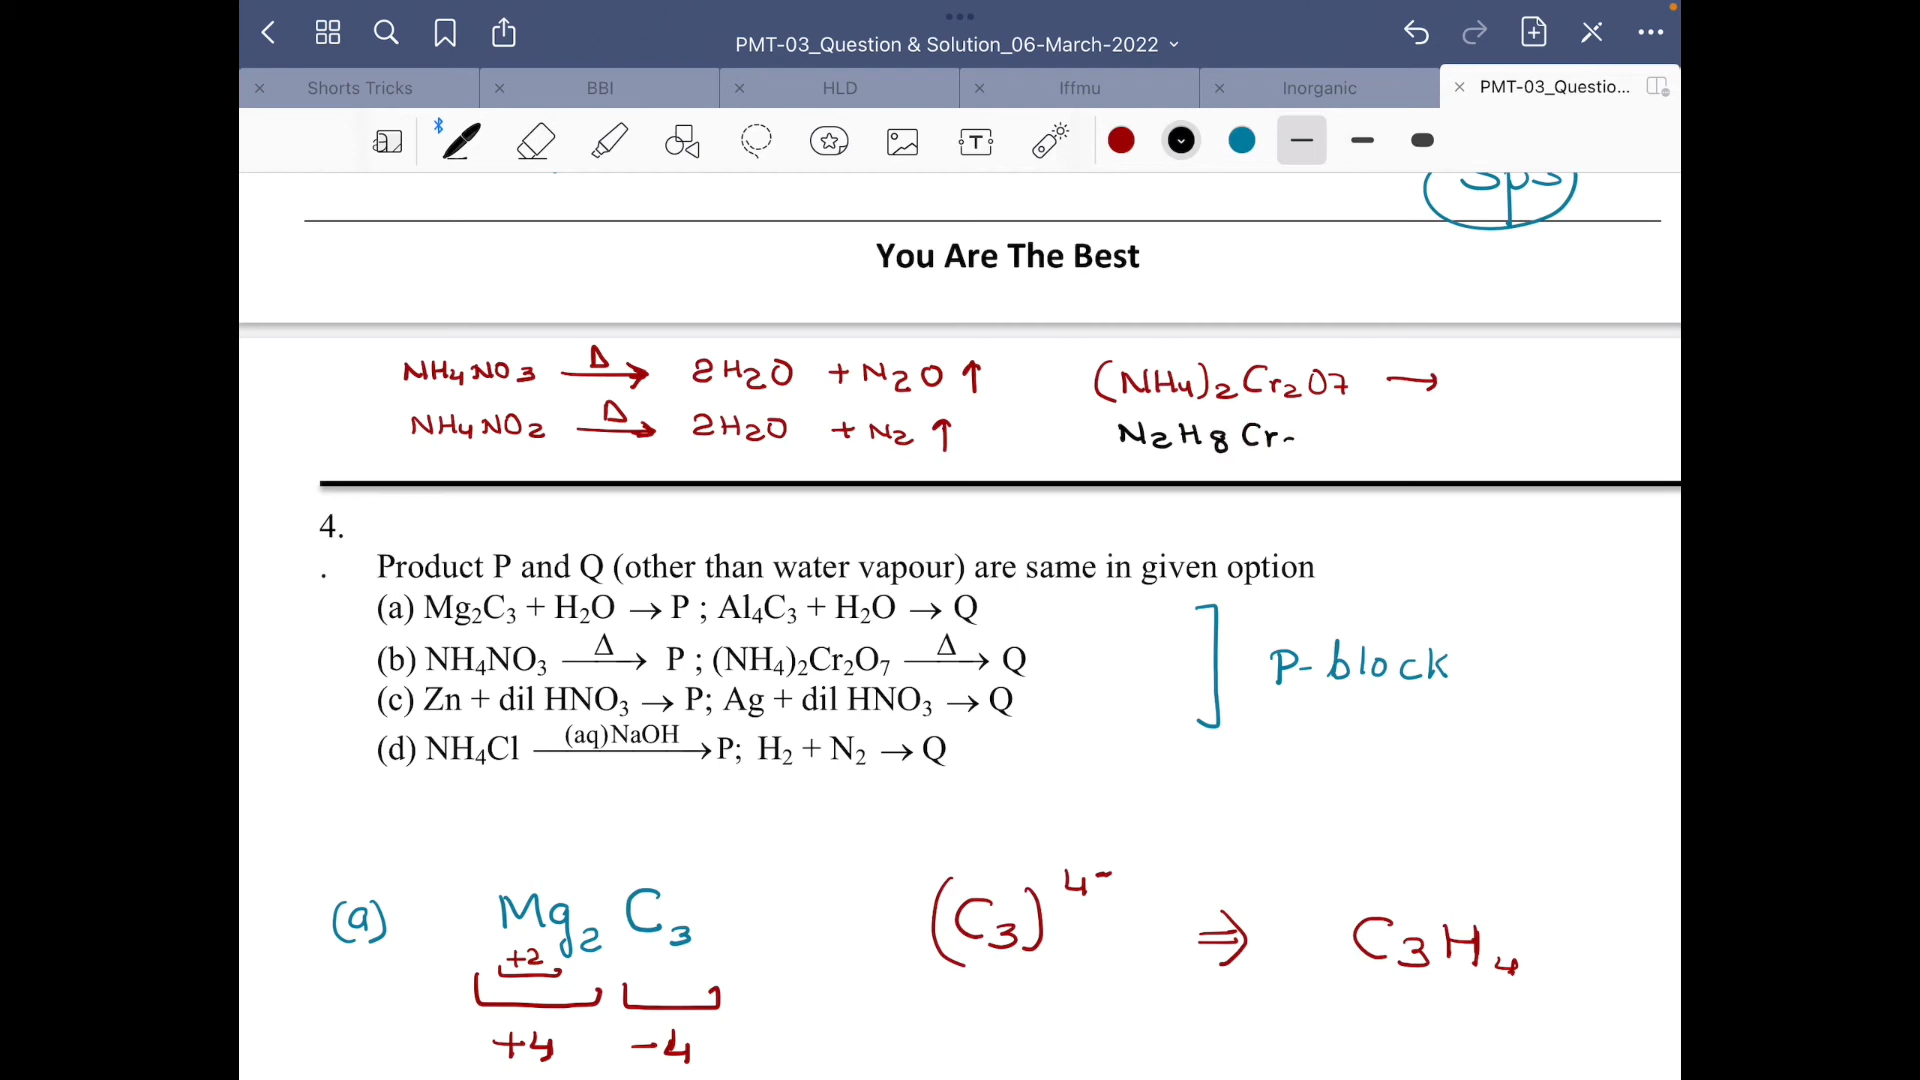 PMT-03_Question & Solution_06-March-2022
Shorts Tricks
BBI
HLD
Iffmu
Inorganic
PMT-03_Questio...
Sp3
You Are The Best
NH4NO3 —Δ→ 2H2O + N2O ↑
(NH4)2Cr2O7 →
NH4NO2 —Δ→ 2H2O + N2 ↑
N2H8Cr-
4.
. Product P and Q (other than water vapour) are same in given option
(a) Mg₂C₃ + H₂O → P ; Al₄C₃ + H₂O → Q
(b) NH₄NO₃ —Δ→ P ; (NH₄)₂Cr₂O₇ —Δ→ Q
(c) Zn + dil HNO₃ → P; Ag + dil HNO₃ → Q
(d) NH₄Cl —(aq)NaOH→ P; H₂ + N₂ → Q
P-block
(a) Mg2 C3 (C3)4- ⇒ C3H4
+2
+4 -4